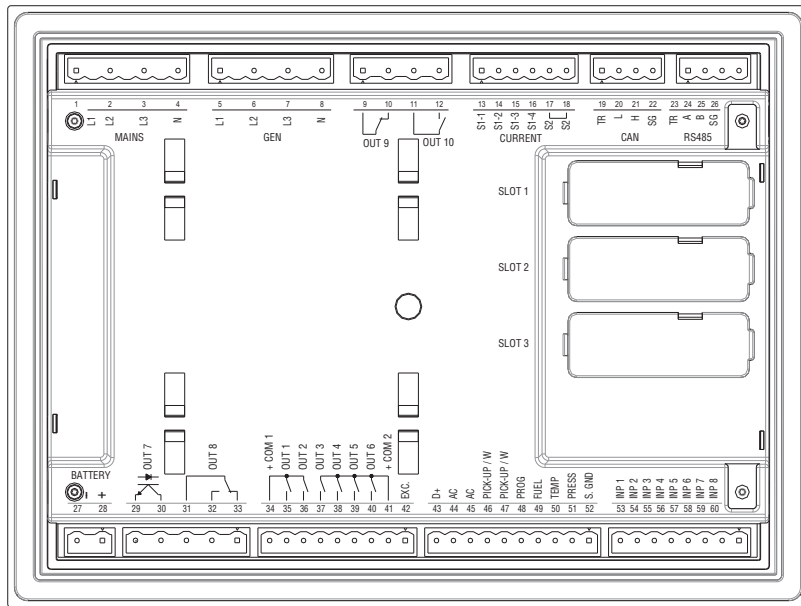 1 2 3 4 5 6 7 8 9 10 11 12 13 14 15 16 17 18 19 20 21 22 23 24 25 26
L1 L2 L3 N L1 L2 L3 N S1-1 S1-2 S1-3 S1-4 S2 S2 TR L H SG TR A B SG
MAINS GEN OUT 9 OUT 10 CURRENT CAN RS485
SLOT 1
SLOT 2
SLOT 3
BATTERY OUT 7 OUT 8 + COM 1 OUT 1 OUT 2 OUT 3 OUT 4 OUT 5 OUT 6 + COM 2 EXC. D+ AC AC PICK-UP / W PICK-UP / W PROG FUEL TEMP PRESS S. GND INP 1 INP 2 INP 3 INP 4 INP 5 INP 6 INP 7 INP 8
– +
27 28 29 30 31 32 33 34 35 36 37 38 39 40 41 42 43 44 45 46 47 48 49 50 51 52 53 54 55 56 57 58 59 60